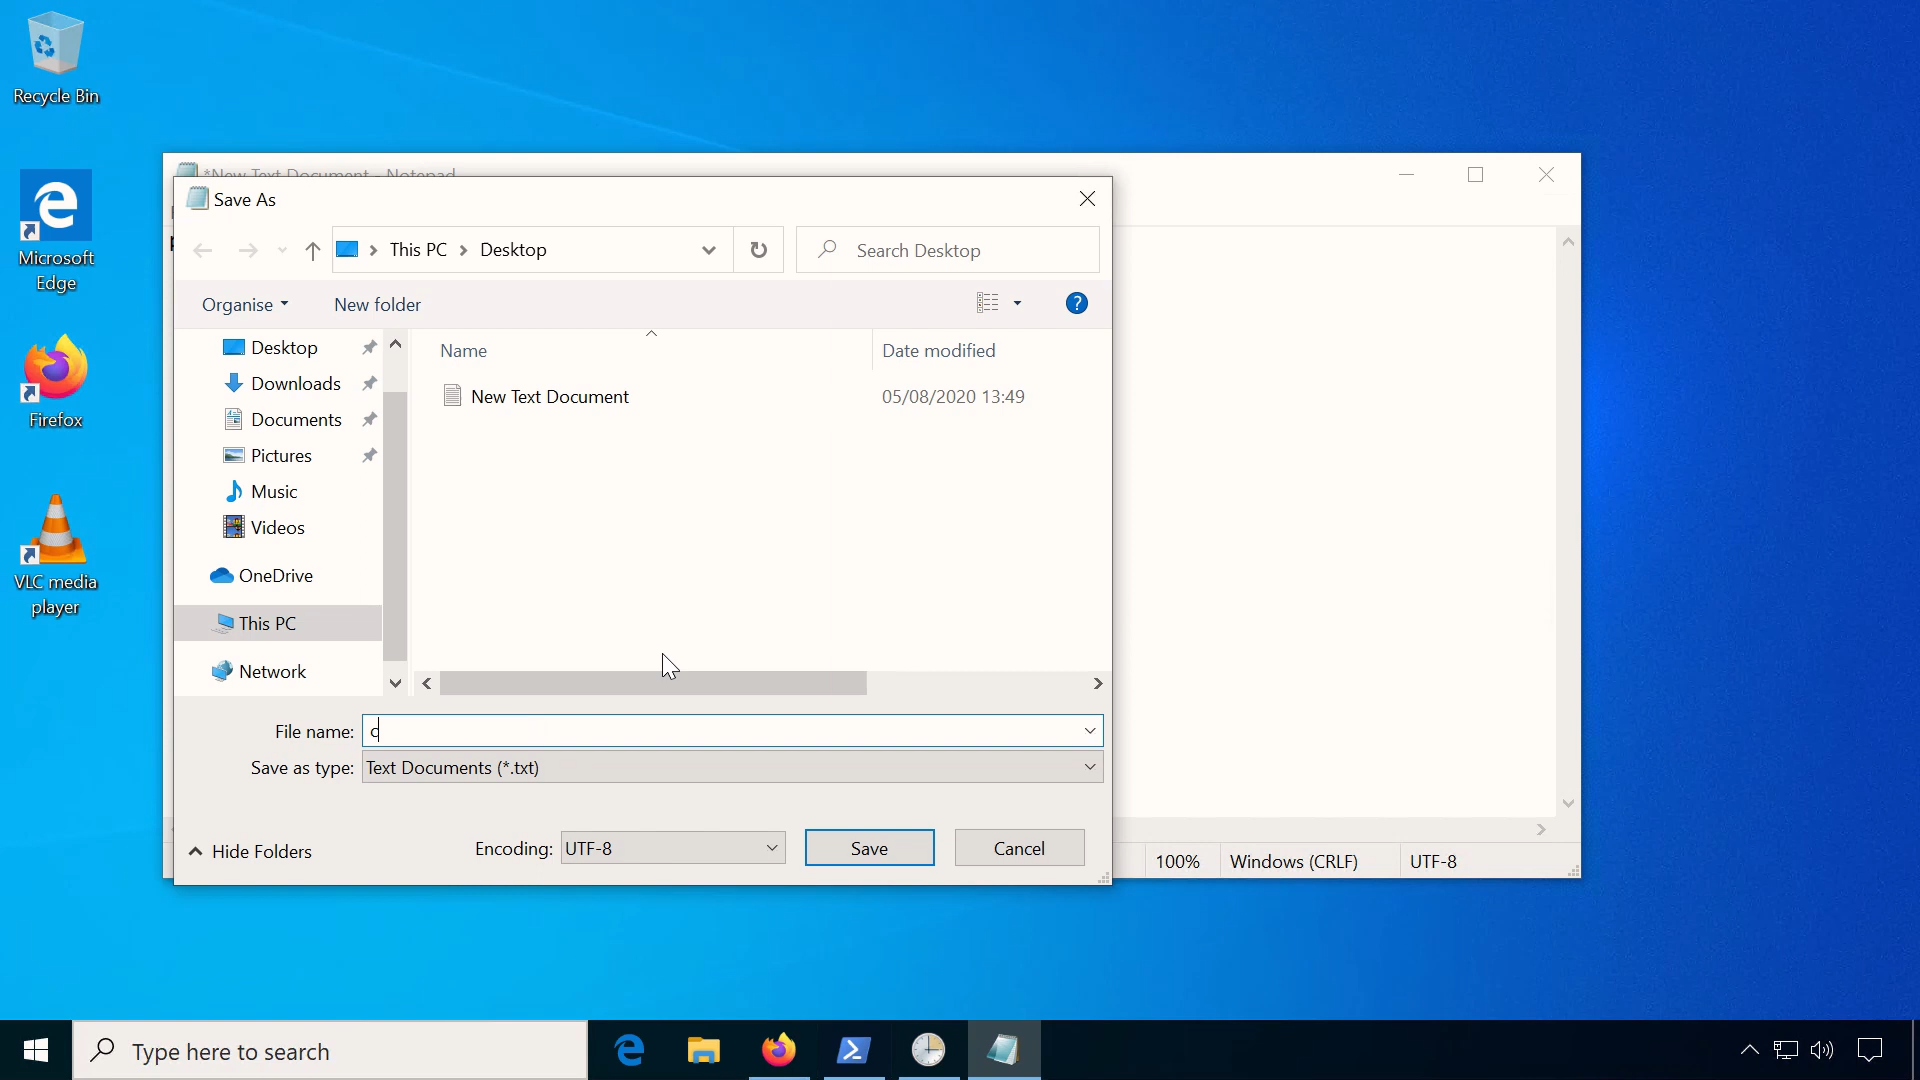 Recycle Bin
Microsoft
Edge
Firefox
VLC media
player
*New Text Document - Notepad
Save As
This PC
Desktop
Search Desktop
Organise
New folder
Desktop
Downloads
Documents
Pictures
Music
Videos
OneDrive
This PC
Network
Name
Date modified
New Text Document
05/08/2020 13:49
File name: c
Save as type: Text Documents (*.txt)
Hide Folders
Encoding: UTF-8
Save
Cancel
100%
Windows (CRLF)
UTF-8
Type here to search